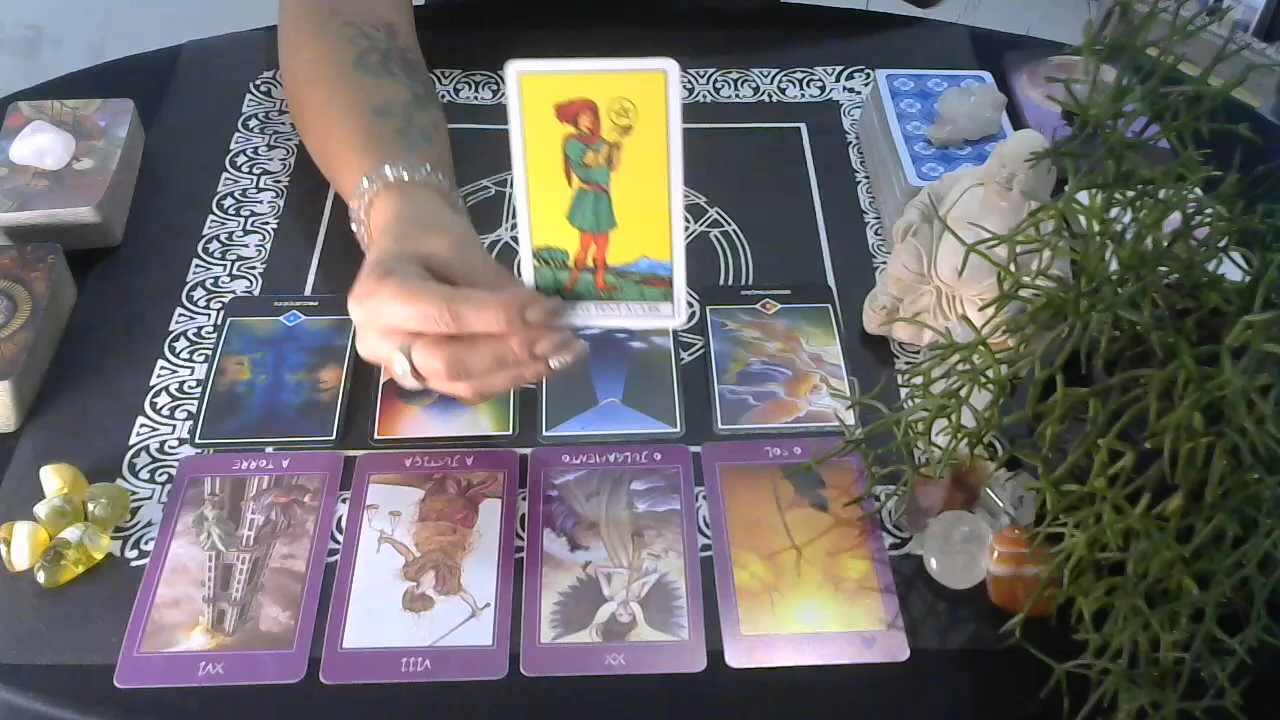 A TORRE
A JUSTIÇA
O JULGAMENTO
O SOL
XVI
VIII
XX